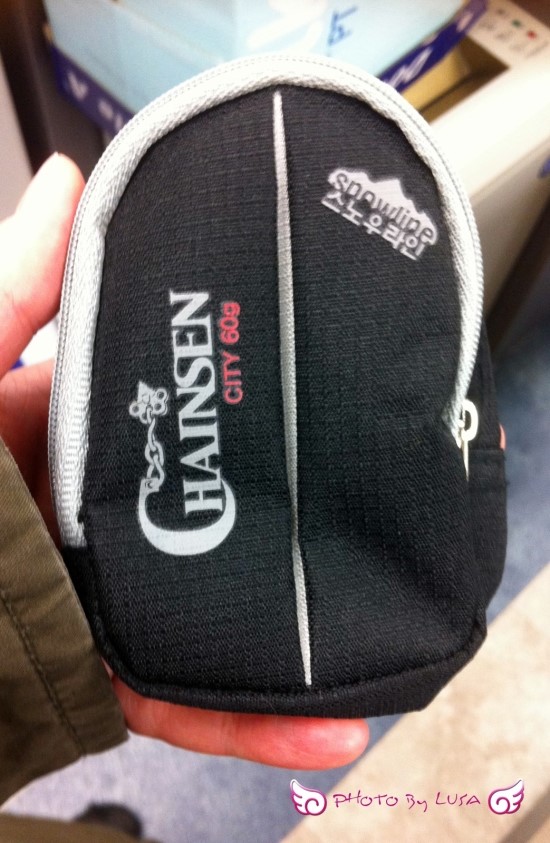 snowline
스노우라인
CHAINSEN
CITY 60g
PHOTO BY LUSA